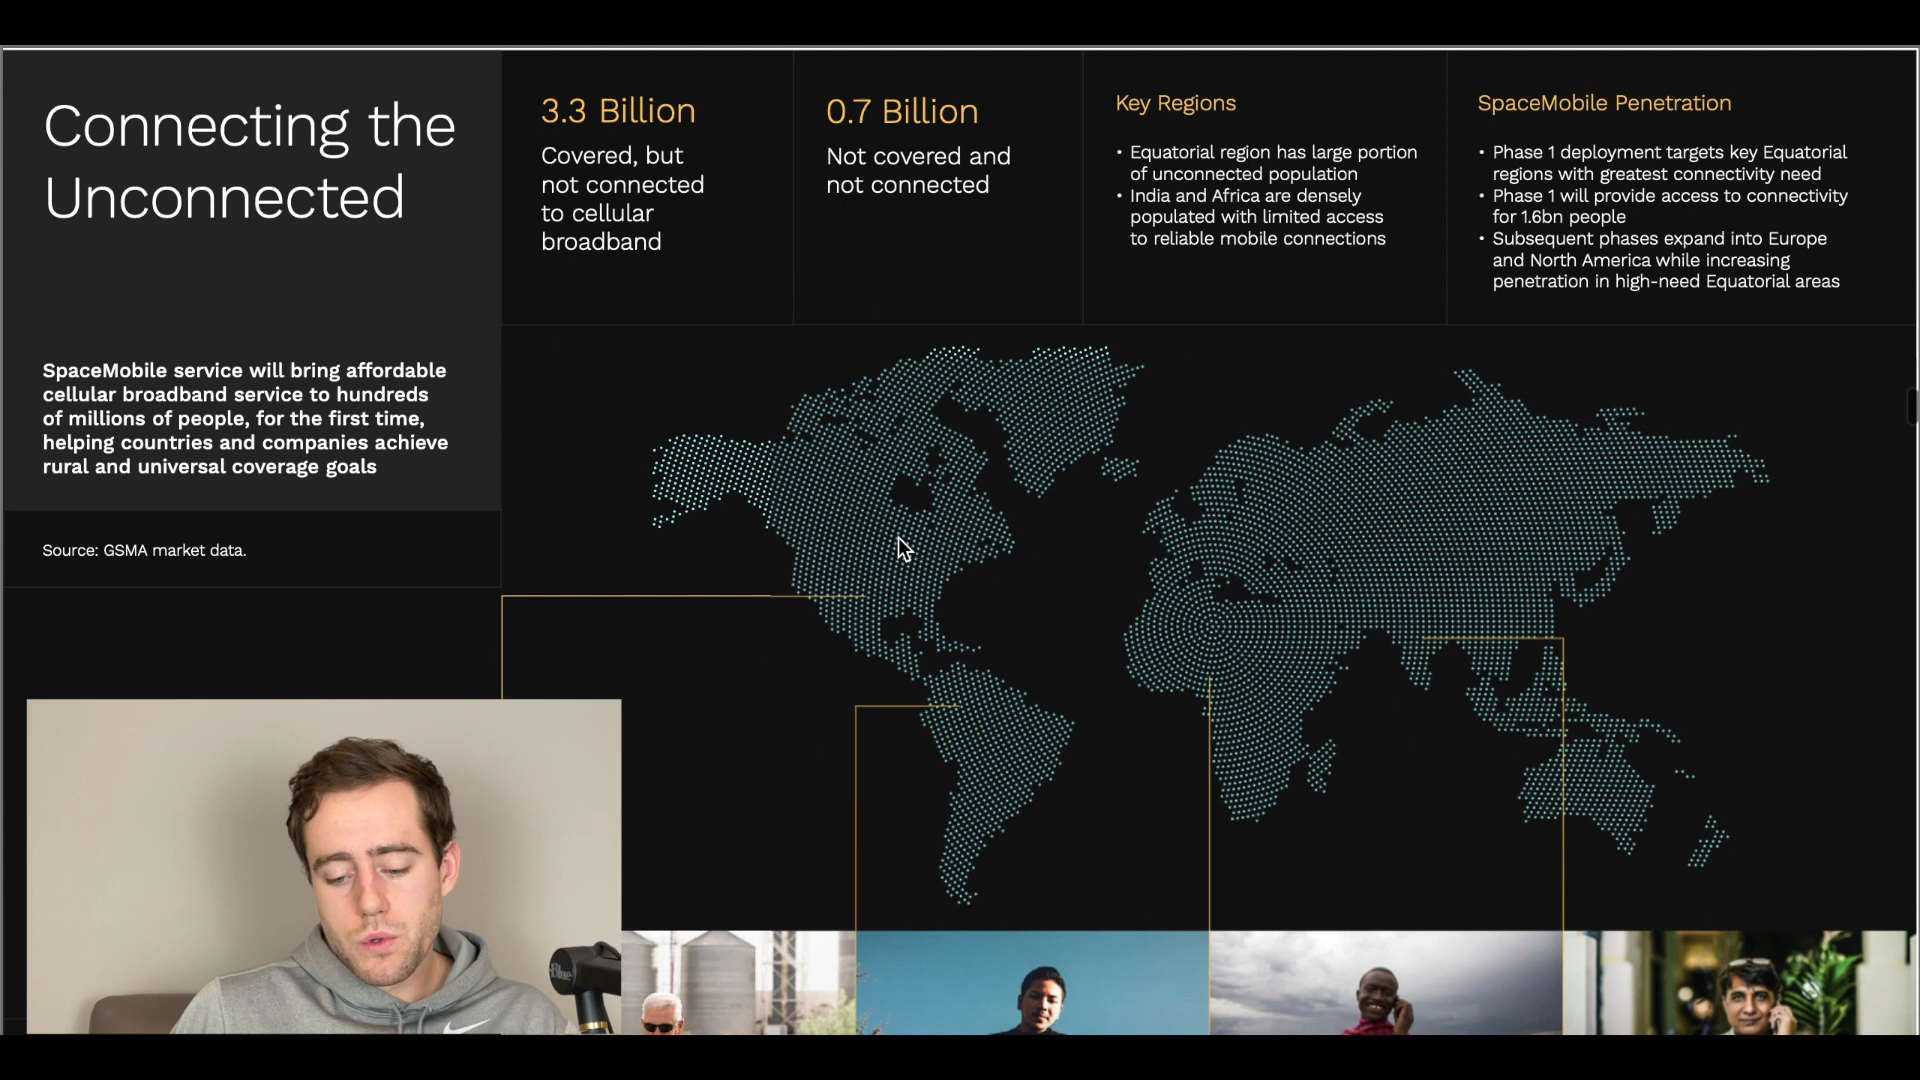 Connecting the
Unconnected
SpaceMobile service will bring affordable
cellular broadband service to hundreds
of millions of people, for the first time,
helping countries and companies achieve
rural and universal coverage goals
Source: GSMA market data.
3.3 Billion
Covered, but
not connected
to cellular
broadband
0.7 Billion
Not covered and
not connected
Key Regions
• Equatorial region has large portion
of unconnected population
• India and Africa are densely
populated with limited access
to reliable mobile connections
SpaceMobile Penetration
• Phase 1 deployment targets key Equatorial
regions with greatest connectivity need
• Phase 1 will provide access to connectivity
for 1.6bn people
• Subsequent phases expand into Europe
and North America while increasing
penetration in high-need Equatorial areas
Blue